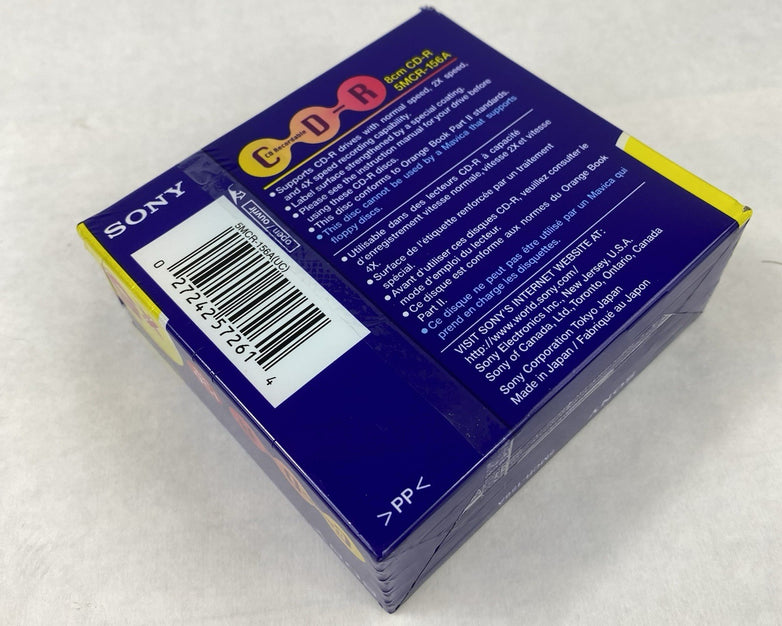 SONY
5MCR-156A(UC)
0 27242 57261 4
>PP<
CD Recordable
CD-R
8cm CD-R
5MCR-156A
• Supports CD-R drives with normal speed, 2X speed,
and 4X speed recording capability.
• Label surface strengthened by a special coating.
• Please see the instruction manual for your drive before
using these CD-R discs.
• This disc conforms to Orange Book Part II standards.
• This disc cannot be used by a Mavica that supports
floppy discs.
• Utilisable dans des lecteurs CD-R à capacité
d'enregistrement vitesse normale, vitesse 2X et vitesse
4X.
• Surface de l'étiquette renforcée par un traitement
spécial.
• Avant d'utiliser ces disques CD-R, veuillez consulter le
mode d'emploi du lecteur.
• Ce disque est conforme aux normes du Orange Book
Part II.
• Ce disque ne peut pas être utilisé par un Mavica qui
prend en charge les disquettes.
VISIT SONY'S INTERNET WEBSITE AT:
http://www.world.sony.com/
Sony Electronics Inc., New Jersey, U.S.A.
Sony of Canada, Ltd., Toronto, Ontario, Canada
Sony Corporation Tokyo Japan
Made in Japan / Fabriqué au Japon
SONY